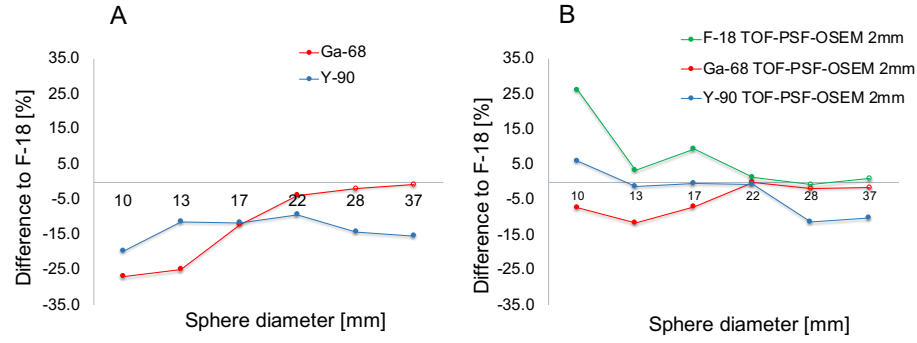 A
35.0
25.0
15.0
5.0
-5.0
-15.0
-25.0
-35.0
Difference to F-18 [%]
Ga-68
Y-90
10 13 17 22 28 37
Sphere diameter [mm]
B
35.0
25.0
15.0
5.0
-5.0
-15.0
-25.0
-35.0
Difference to F-18 [%]
F-18 TOF-PSF-OSEM 2mm
Ga-68 TOF-PSF-OSEM 2mm
Y-90 TOF-PSF-OSEM 2mm
10 13 17 22 28 37
Sphere diameter [mm]